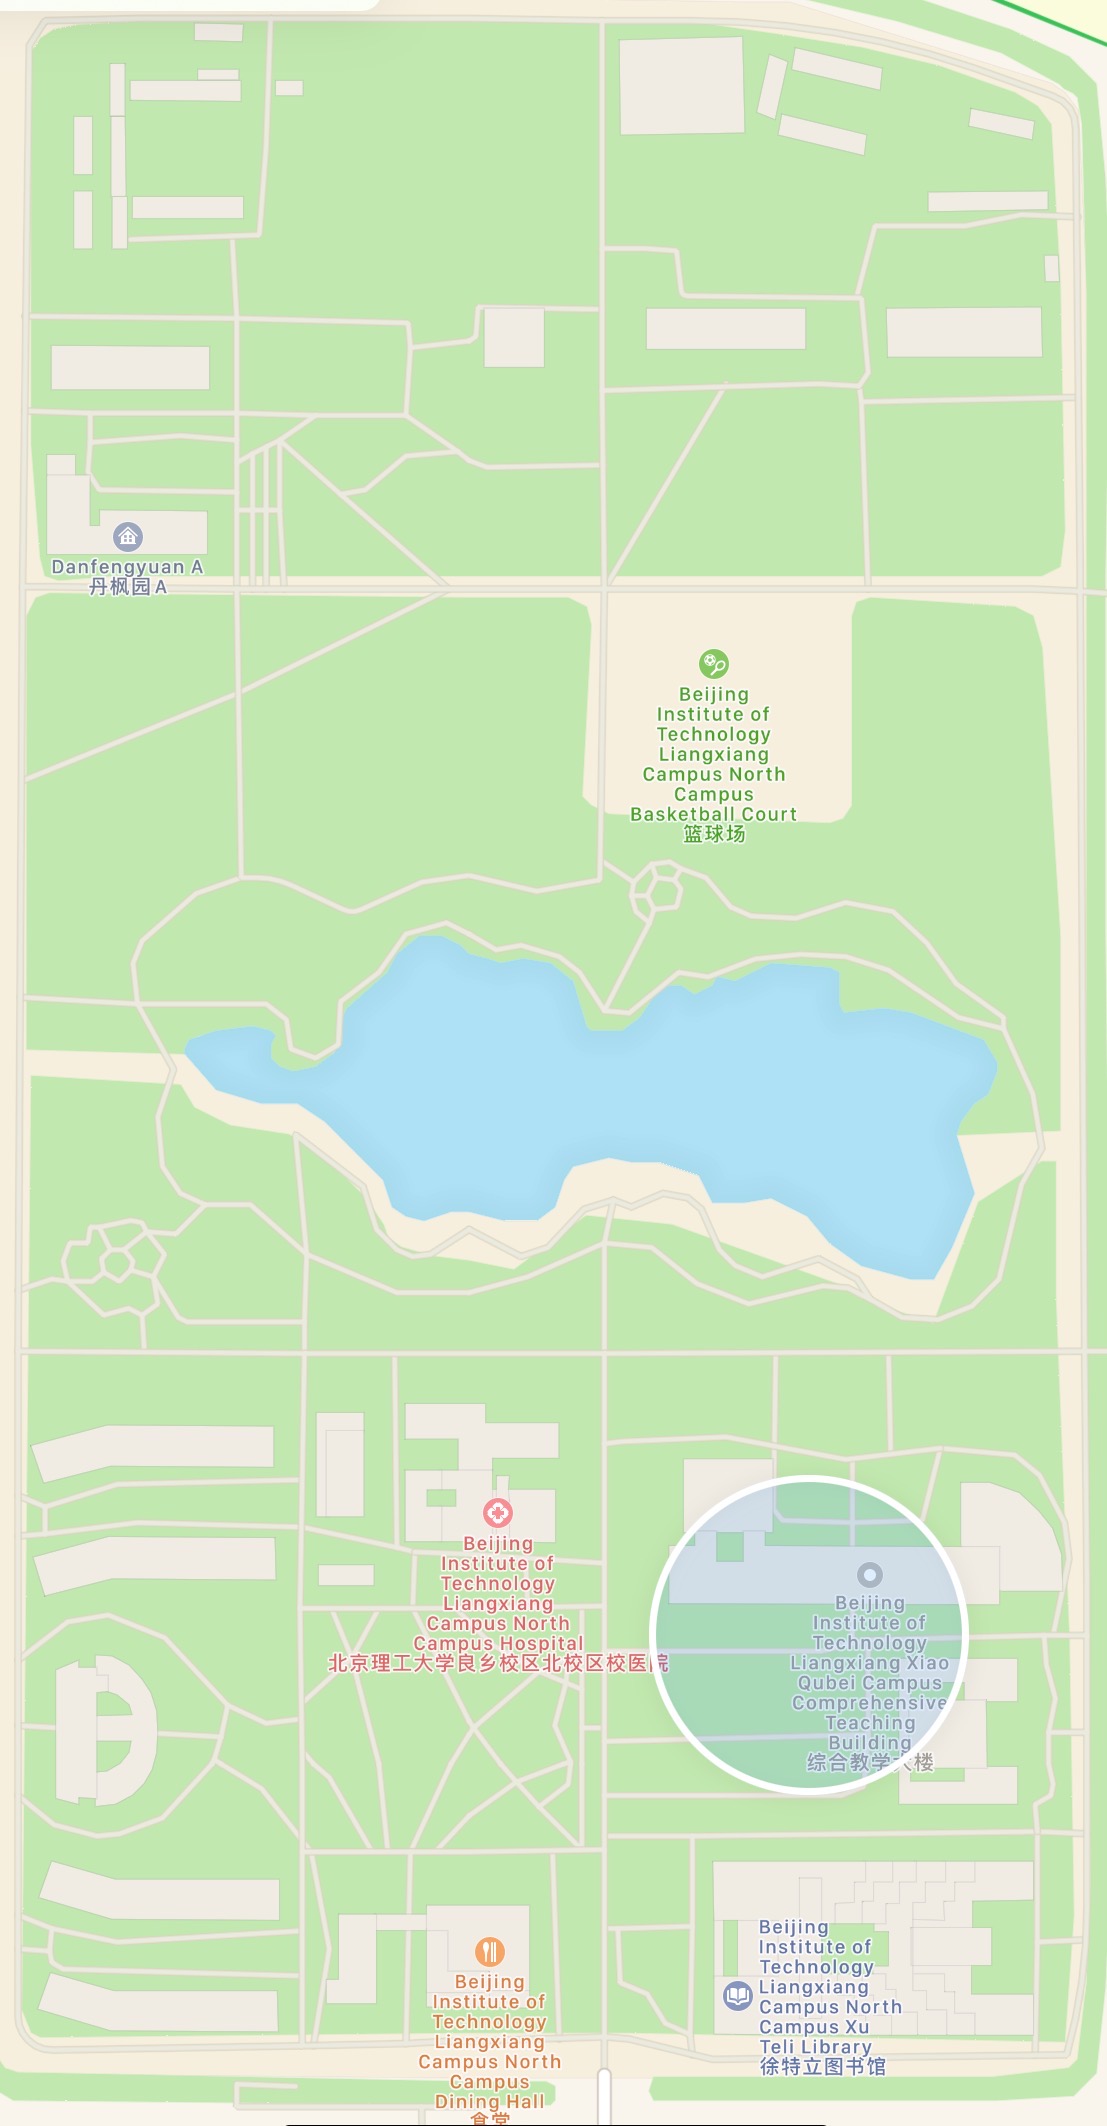 Danfengyuan A
丹枫园A
Beijing
Institute of
Technology
Liangxiang
Campus North
Campus
Basketball Court
篮球场
Beijing
Institute of
Technology
Liangxiang
Campus North
Campus Hospital
北京理工大学良乡校区北校区校医院
Beijing
Institute of
Technology
Liangxiang Xiao
Qubei Campus
Comprehensive
Teaching
Building
综合教学大楼
Beijing
Institute of
Technology
Liangxiang
Campus North
Campus Xu
Teli Library
徐特立图书馆
Beijing
Institute of
Technology
Liangxiang
Campus North
Campus
Dining Hall
食堂